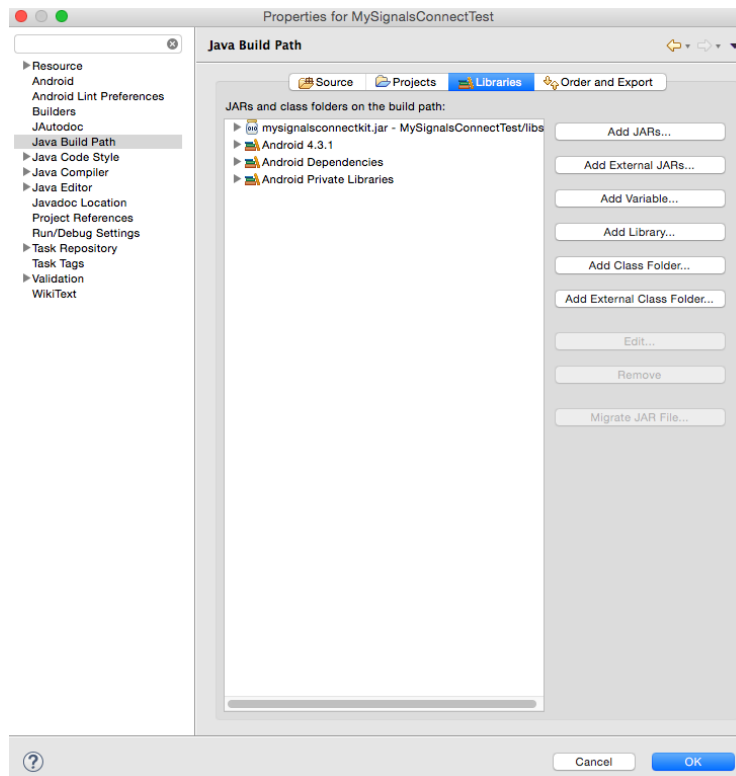 Properties for MySignalsConnectTest
Java Build Path
Resource
Android
Android Lint Preferences
Builders
JAutodoc
Java Build Path
Java Code Style
Java Compiler
Java Editor
Javadoc Location
Project References
Run/Debug Settings
Task Repository
Task Tags
Validation
WikiText
Source Projects Libraries Order and Export
JARs and class folders on the build path:
010 mysignalsconnectkit.jar - MySignalsConnectTest/libs
Android 4.3.1
Android Dependencies
Android Private Libraries
Add JARs...
Add External JARs...
Add Variable...
Add Library...
Add Class Folder...
Add External Class Folder...
Edit...
Remove
Migrate JAR File...
?
Cancel OK